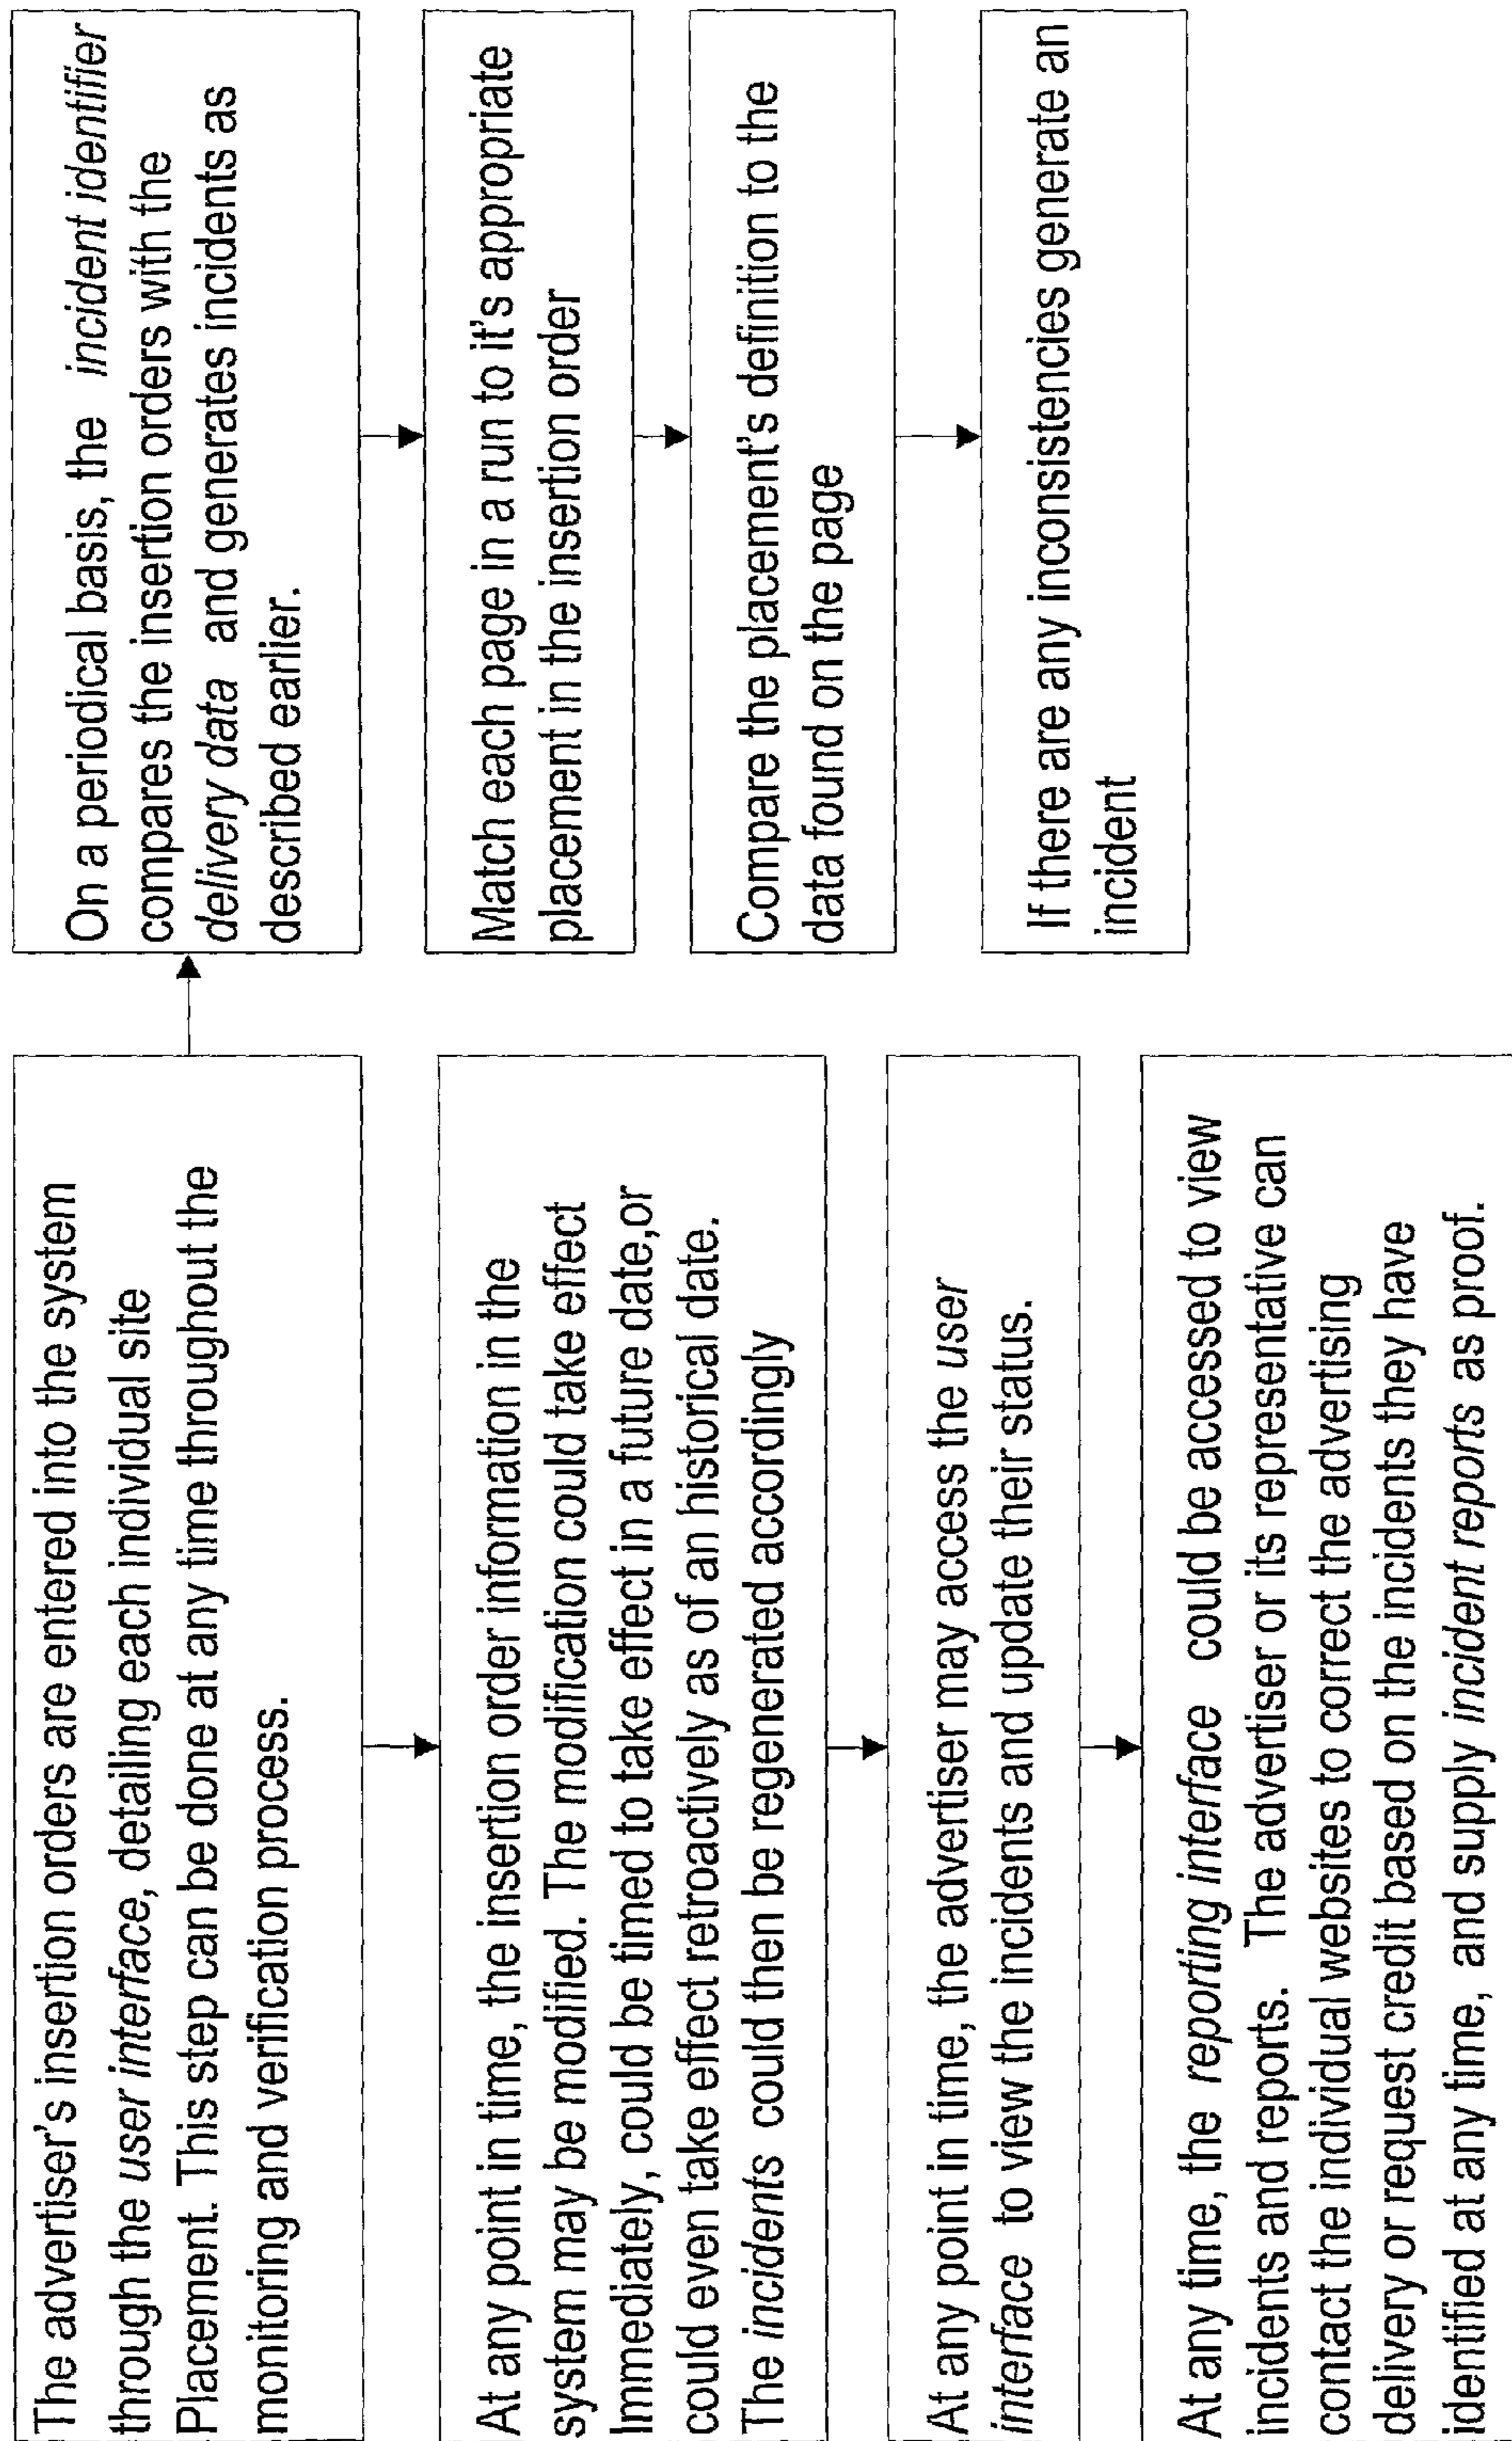 The advertiser's insertion orders are entered into the system
through the user interface, detailing each individual site
Placement. This step can be done at any time throughout the
monitoring and verification process.
At any point in time, the insertion order information in the
system may be modified. The modification could take effect
Immediately, could be timed to take effect in a future date,or
could even take effect retroactively as of an historical date.
The incidents could then be regenerated accordingly
At any point in time, the advertiser may access the user
interface to view the incidents and update their status.
At any time, the reporting interface could be accessed to view
incidents and reports. The advertiser or its representative can
contact the individual websites to correct the advertising
delivery or request credit based on the incidents they have
identified at any time, and supply incident reports as proof.
On a periodical basis, the incident identifier
compares the insertion orders with the
delivery data and generates incidents as
described earlier.
Match each page in a run to it's appropriate
placement in the insertion order
Compare the placement's definition to the
data found on the page
If there are any inconsistencies generate an
incident